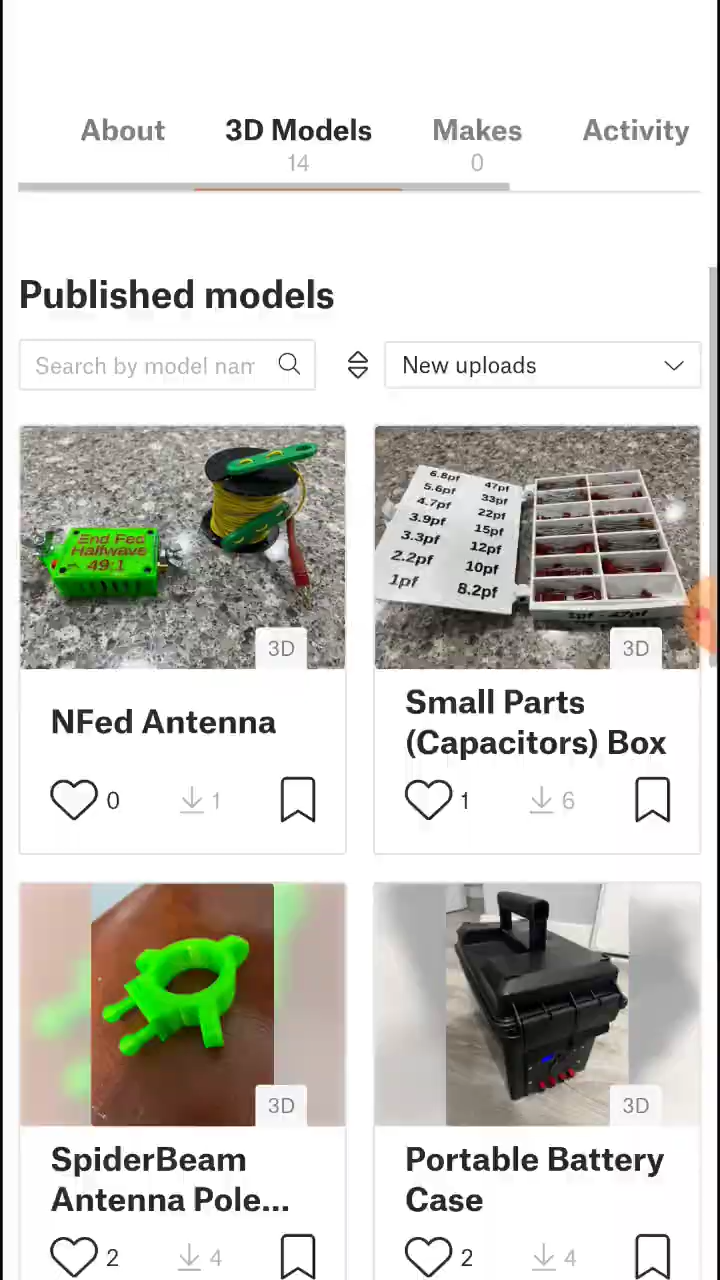 About
3D Models
Makes
Activity
14
0
Published models
Search by model nam
New uploads
End Fed
Halfwave
49:1
6.8pf 47pf
5.6pf 33pf
4.7pf 22pf
3.9pf 15pf
3.3pf 12pf
2.2pf 10pf
1pf 8.2pf
1pf - 47pf
3D
3D
NFed Antenna
Small Parts
(Capacitors) Box
0 1
1 6
3D
3D
SpiderBeam
Antenna Pole...
Portable Battery
Case
2 4
2 4